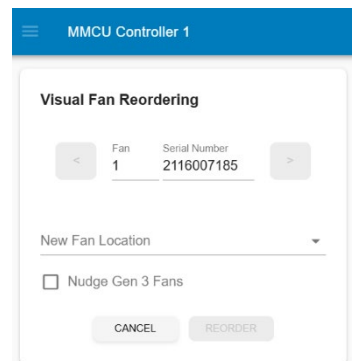 MMCU Controller 1
Visual Fan Reordering
< Fan Serial Number >
1 2116007185
New Fan Location
Nudge Gen 3 Fans
CANCEL REORDER